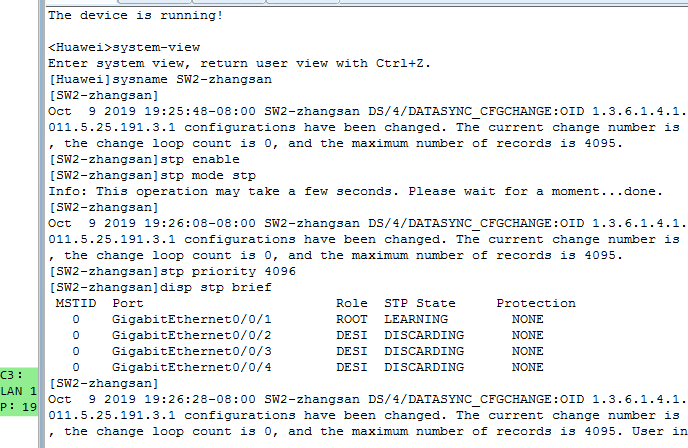 The device is running!
<Huawei>system-view
Enter system view, return user view with Ctrl+Z.
[Huawei]sysname SW2-zhangsan
[SW2-zhangsan]
Oct  9 2019 19:25:48-08:00 SW2-zhangsan DS/4/DATASYNC_CFGCHANGE:OID 1.3.6.1.4.1.
011.5.25.191.3.1 configurations have been changed. The current change number is
, the change loop count is 0, and the maximum number of records is 4095.
[SW2-zhangsan]stp enable
[SW2-zhangsan]stp mode stp
Info: This operation may take a few seconds. Please wait for a moment...done.
[SW2-zhangsan]
Oct  9 2019 19:26:08-08:00 SW2-zhangsan DS/4/DATASYNC_CFGCHANGE:OID 1.3.6.1.4.1.
011.5.25.191.3.1 configurations have been changed. The current change number is
, the change loop count is 0, and the maximum number of records is 4095.
[SW2-zhangsan]stp priority 4096
[SW2-zhangsan]disp stp brief
MSTID  Port                        Role  STP State     Protection
0    GigabitEthernet0/0/1        ROOT  LEARNING        NONE
0    GigabitEthernet0/0/2        DESI  DISCARDING      NONE
0    GigabitEthernet0/0/3        DESI  DISCARDING      NONE
0    GigabitEthernet0/0/4        DESI  DISCARDING      NONE
[SW2-zhangsan]
Oct  9 2019 19:26:28-08:00 SW2-zhangsan DS/4/DATASYNC_CFGCHANGE:OID 1.3.6.1.4.1.
011.5.25.191.3.1 configurations have been changed. The current change number is
, the change loop count is 0, and the maximum number of records is 4095. User in
C3:
LAN 1
P: 19